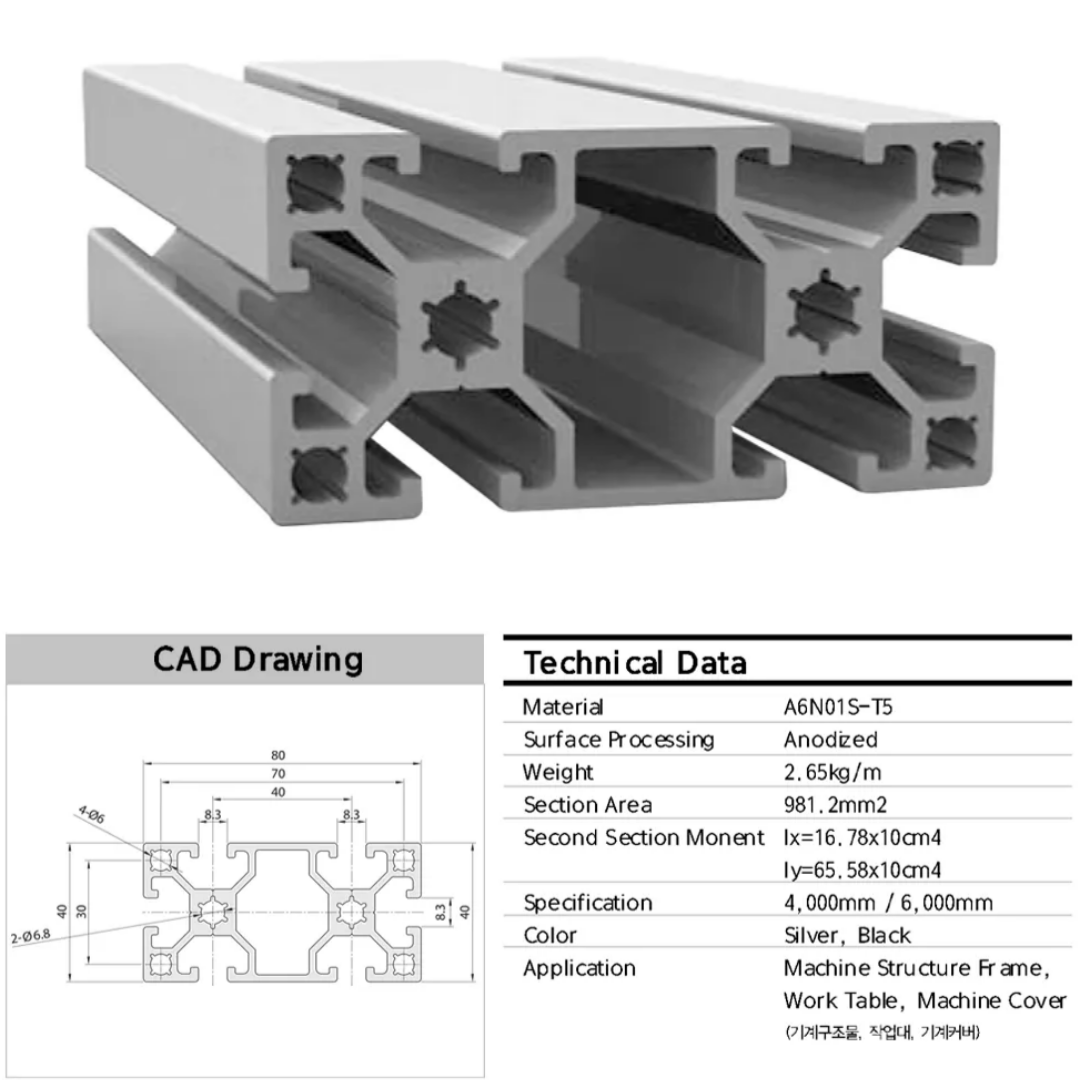 CAD Drawing
80
70
40
8.3 8.3
4-Ø6
40 30 8.3 40
2-Ø6.8
Technical Data
Material A6N01S-T5
Surface Processing Anodized
Weight 2.65kg/m
Section Area 981.2mm2
Second Section Monent Ix=16.78x10cm4
Iy=65.58x10cm4
Specification 4,000mm / 6,000mm
Color Silver, Black
Application Machine Structure Frame,
Work Table, Machine Cover
(기계구조물, 작업대, 기계커버)